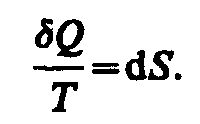 δQ/T = dS.